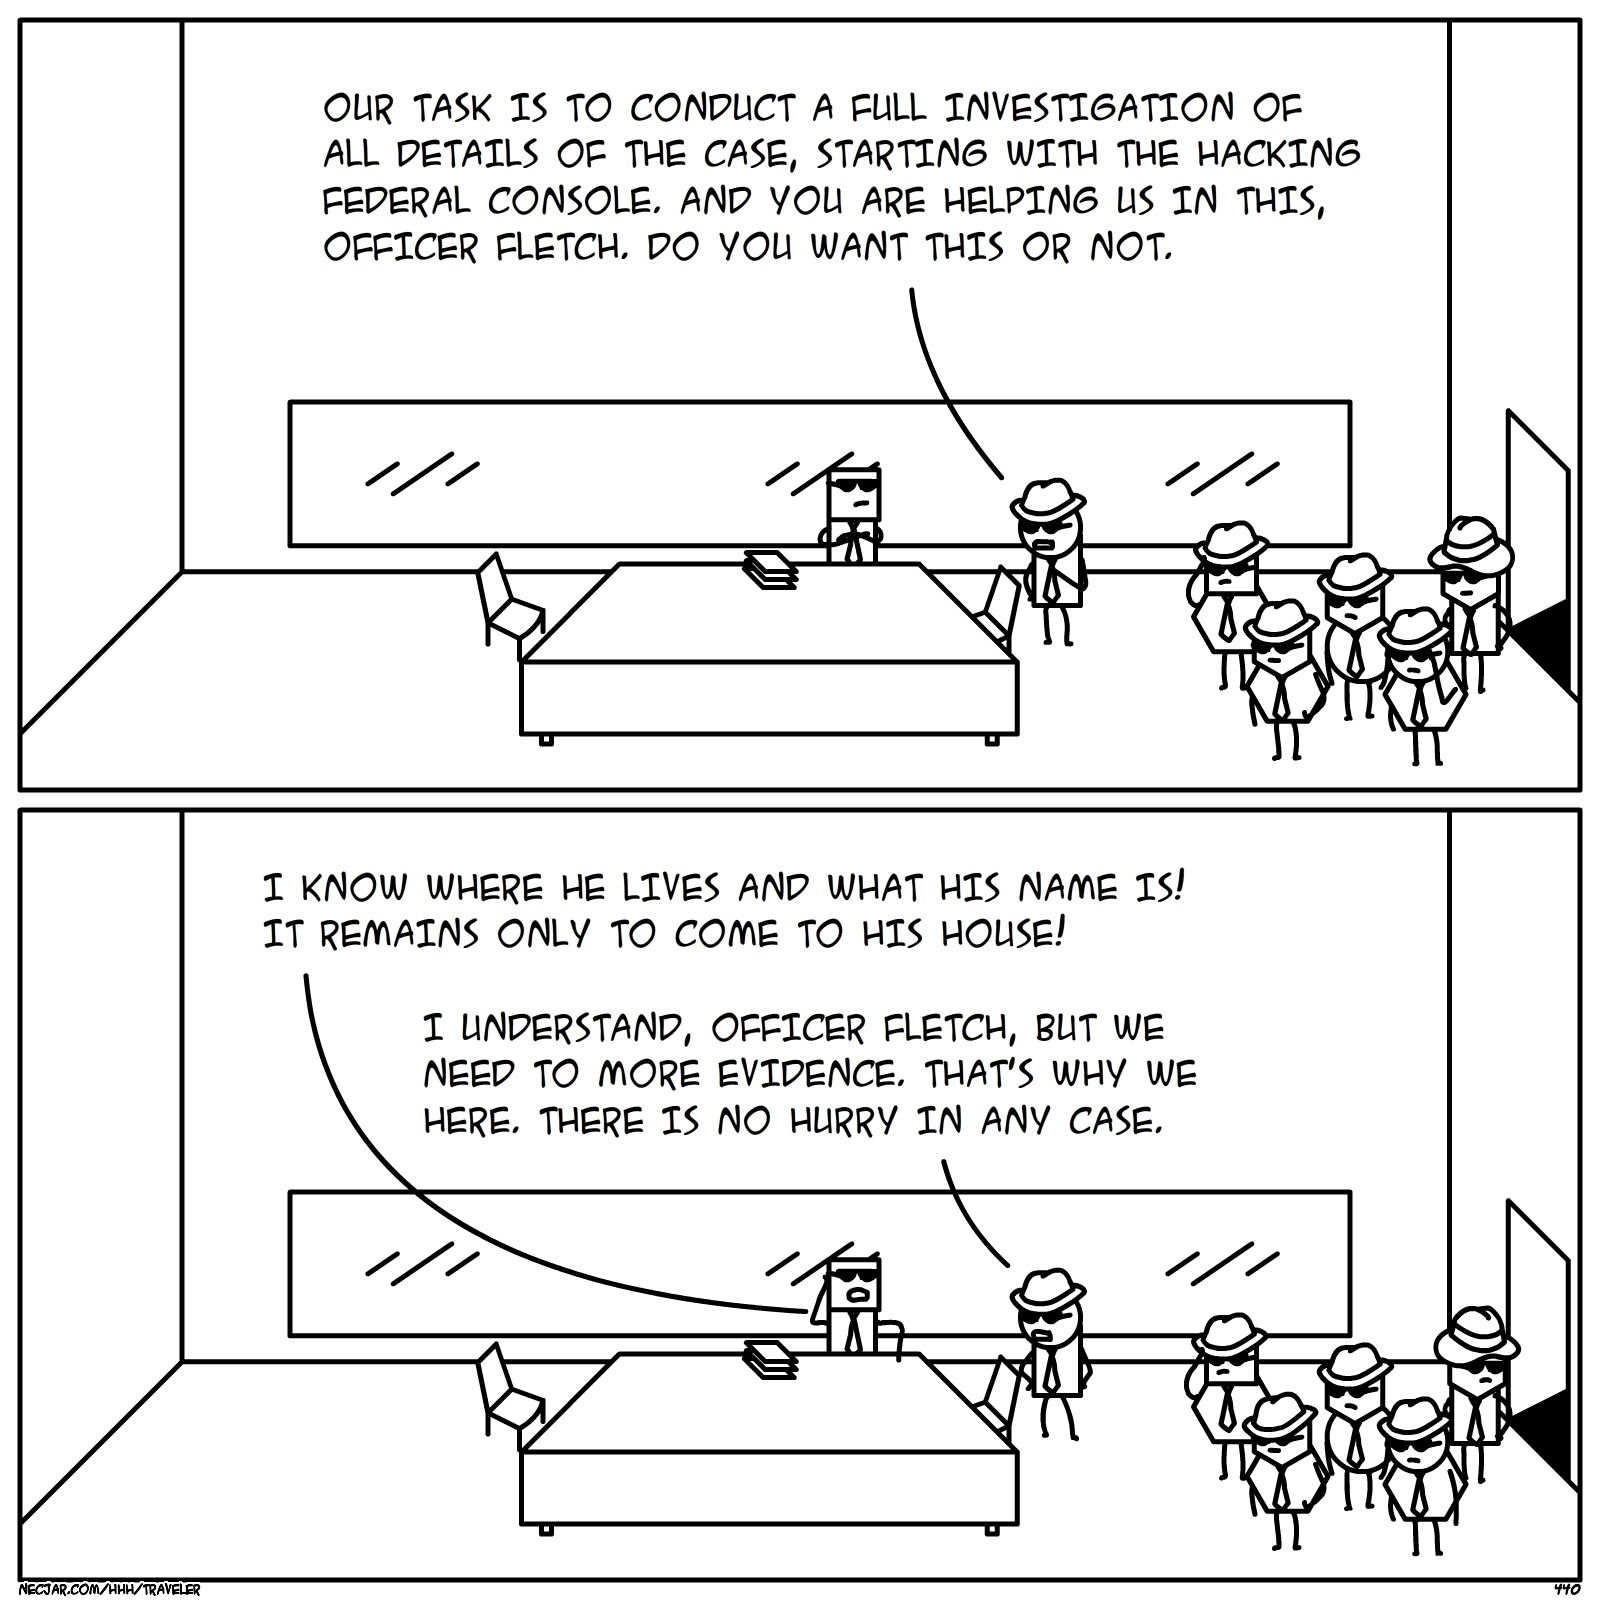 OUR TASK IS TO CONDUCT A FULL INVESTIGATION OF
ALL DETAILS OF THE CASE, STARTING WITH THE HACKING
FEDERAL CONSOLE. AND YOU ARE HELPING US IN THIS,
OFFICER FLETCH. DO YOU WANT THIS OR NOT.
I KNOW WHERE HE LIVES AND WHAT HIS NAME IS!
IT REMAINS ONLY TO COME TO HIS HOUSE!
I UNDERSTAND, OFFICER FLETCH, BUT WE
NEED TO MORE EVIDENCE. THAT'S WHY WE
HERE. THERE IS NO HURRY IN ANY CASE.
NECJAR.COM/HHH/TRAVELER
440